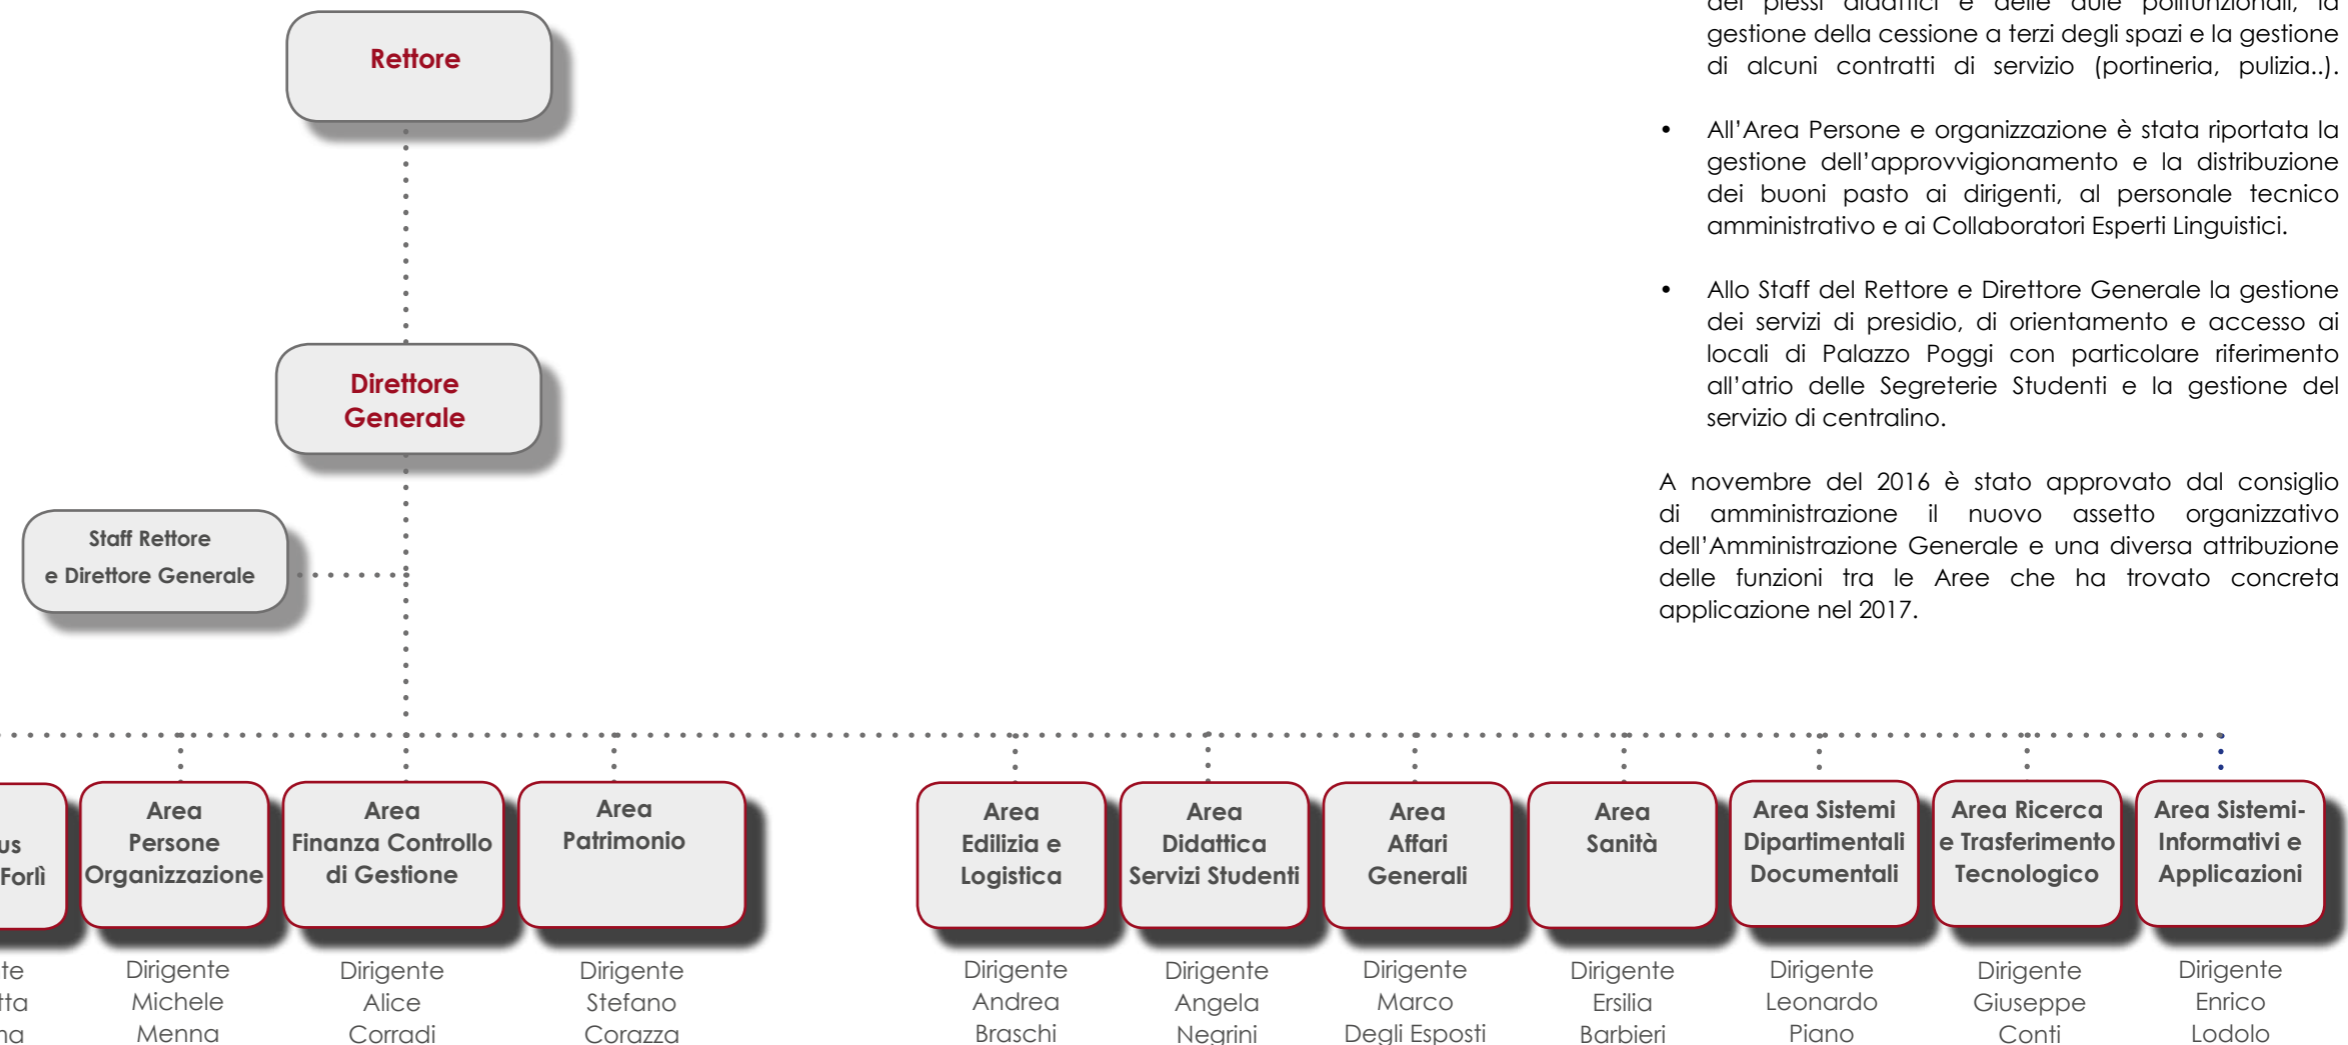 Rettore
Direttore
Generale
Staff Rettore
e Direttore Generale
dei plessi didattici e delle aule polifunzionali, la
gestione della cessione a terzi degli spazi e la gestione
di alcuni contratti di servizio (portineria, pulizia..).
• All’Area Persone e organizzazione è stata riportata la
gestione dell’approvvigionamento e la distribuzione
dei buoni pasto ai dirigenti, al personale tecnico
amministrativo e ai Collaboratori Esperti Linguistici.
• Allo Staff del Rettore e Direttore Generale la gestione
dei servizi di presidio, di orientamento e accesso ai
locali di Palazzo Poggi con particolare riferimento
all’atrio delle Segreterie Studenti e la gestione del
servizio di centralino.
A novembre del 2016 è stato approvato dal consiglio
di amministrazione il nuovo assetto organizzativo
dell’Amministrazione Generale e una diversa attribuzione
delle funzioni tra le Aree che ha trovato concreta
applicazione nel 2017.
Forlì
Area
Persone
Organizzazione
Dirigente
Michele
Menna
Area
Finanza Controllo
di Gestione
Dirigente
Alice
Corradi
Area
Patrimonio
Dirigente
Stefano
Corazza
Area
Edilizia e
Logistica
Dirigente
Andrea
Braschi
Area
Didattica
Servizi Studenti
Dirigente
Angela
Negrini
Area
Affari
Generali
Dirigente
Marco
Degli Esposti
Area
Sanità
Dirigente
Ersilia
Barbieri
Area Sistemi
Dipartimentali
Documentali
Dirigente
Leonardo
Piano
Area Ricerca
e Trasferimento
Tecnologico
Dirigente
Giuseppe
Conti
Area Sistemi-
Informativi e
Applicazioni
Dirigente
Enrico
Lodolo